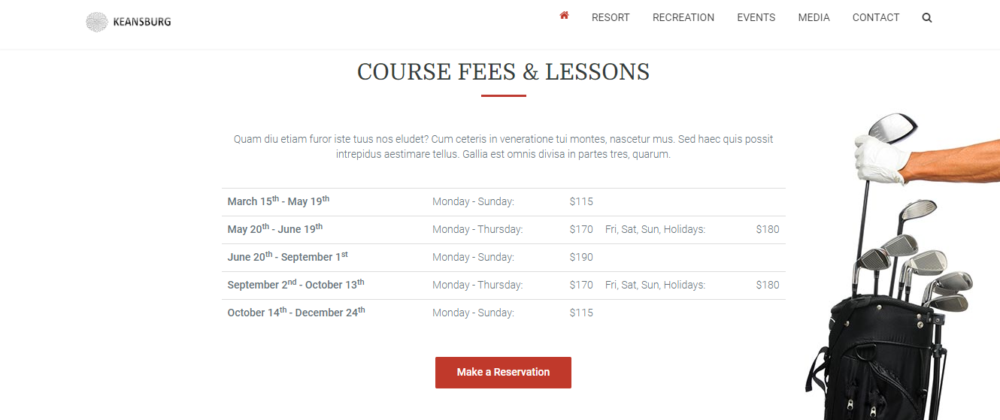 KEANSBURG
RESORT RECREATION EVENTS MEDIA CONTACT
COURSE FEES & LESSONS
Quam diu etiam furor iste tuus nos eludet? Cum ceteris in veneratione tui montes, nascetur mus. Sed haec quis possit
intrepidus aestimare tellus. Gallia est omnis divisa in partes tres, quarum.
March 15th - May 19th Monday - Sunday: $115
May 20th - June 19th Monday - Thursday: $170 Fri, Sat, Sun, Holidays: $180
June 20th - September 1st Monday - Sunday: $190
September 2nd - October 13th Monday - Thursday: $170 Fri, Sat, Sun, Holidays: $180
October 14th - December 24th Monday - Sunday: $115
Make a Reservation